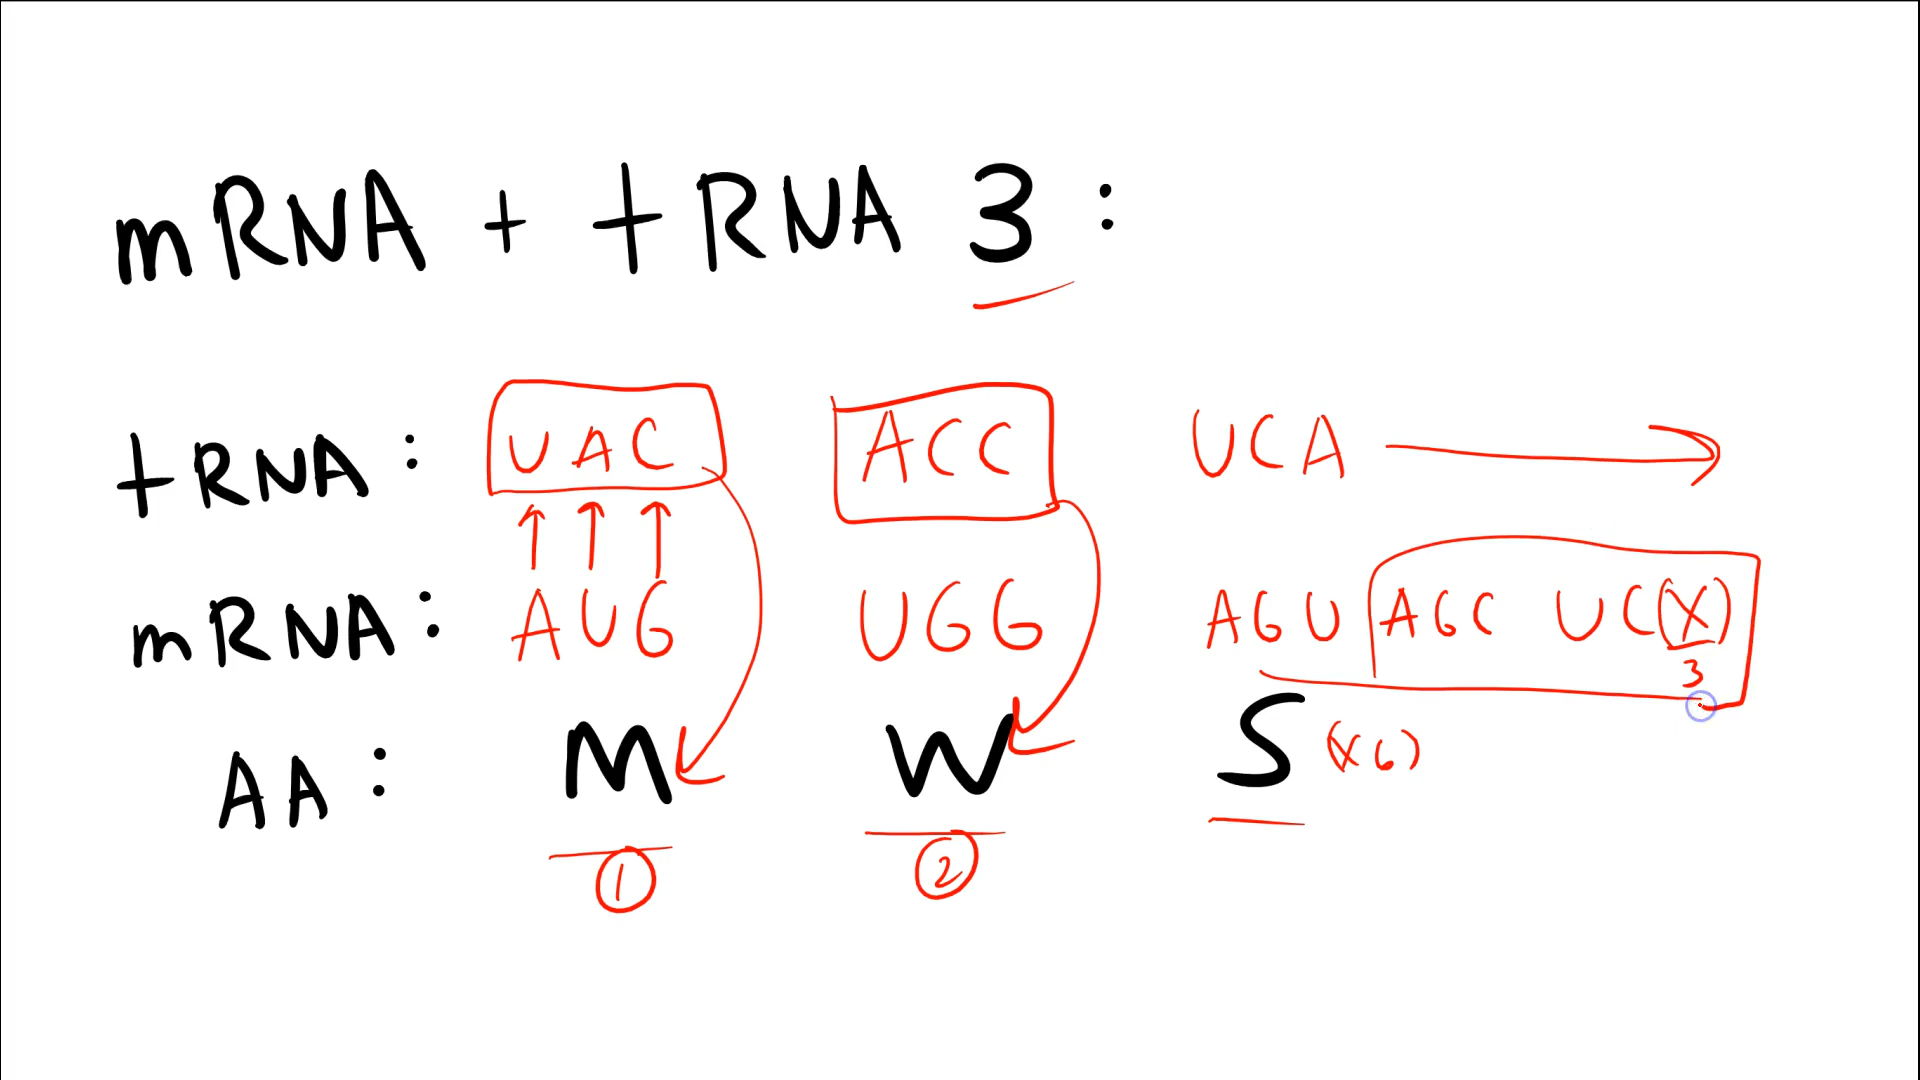 mRNA + tRNA 3:
tRNA: UAC ACC UCA
mRNA: AUG UGG AGU AGC UC(X)
3
AA: M W S (x6)
1 2